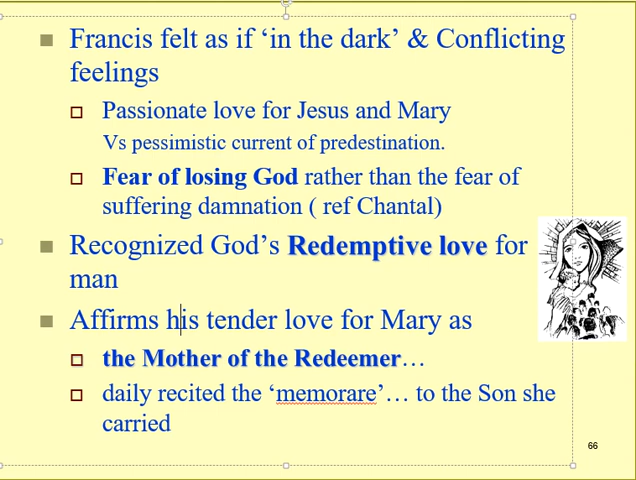 Francis felt as if ‘in the dark’ & Conflicting
feelings
Passionate love for Jesus and Mary
Vs pessimistic current of predestination.
Fear of losing God rather than the fear of
suffering damnation ( ref Chantal)
Recognized God’s Redemptive love for
man
Affirms his tender love for Mary as
the Mother of the Redeemer…
daily recited the ‘memorare’… to the Son she
carried
66